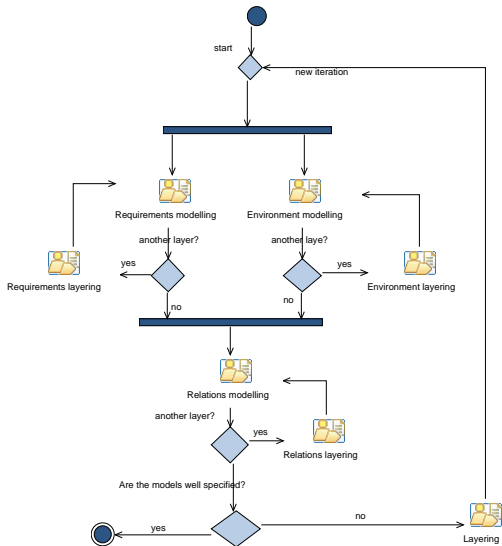 start
new iteration
Requirements modelling
Environment modelling
another layer?
another laye?
yes
yes
Requirements layering
Environment layering
no
no
Relations modelling
another layer?
yes
Relations layering
Are the models well specified?
yes
no
Layering